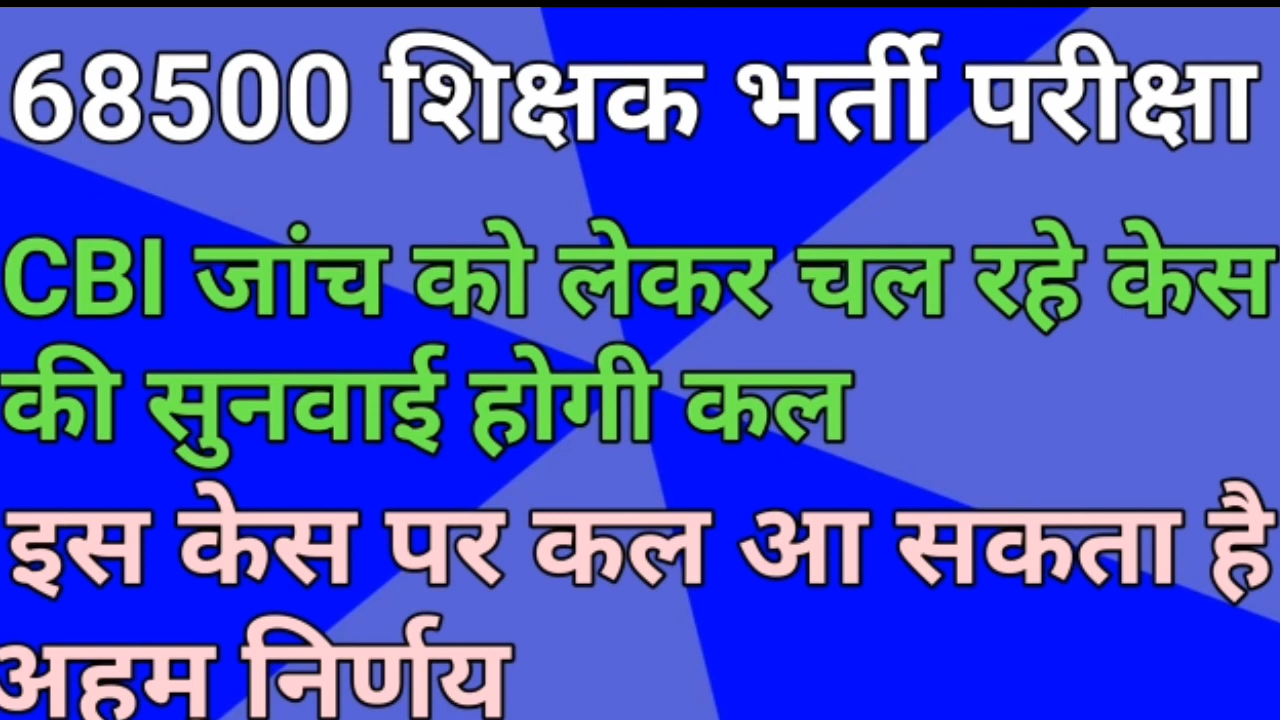 68500 शिक्षक भर्ती परीक्षा
CBI जांच को लेकर चल रहे केस
की सुनवाई होगी कल
इस केस पर कल आ सकता है
अहम निर्णय